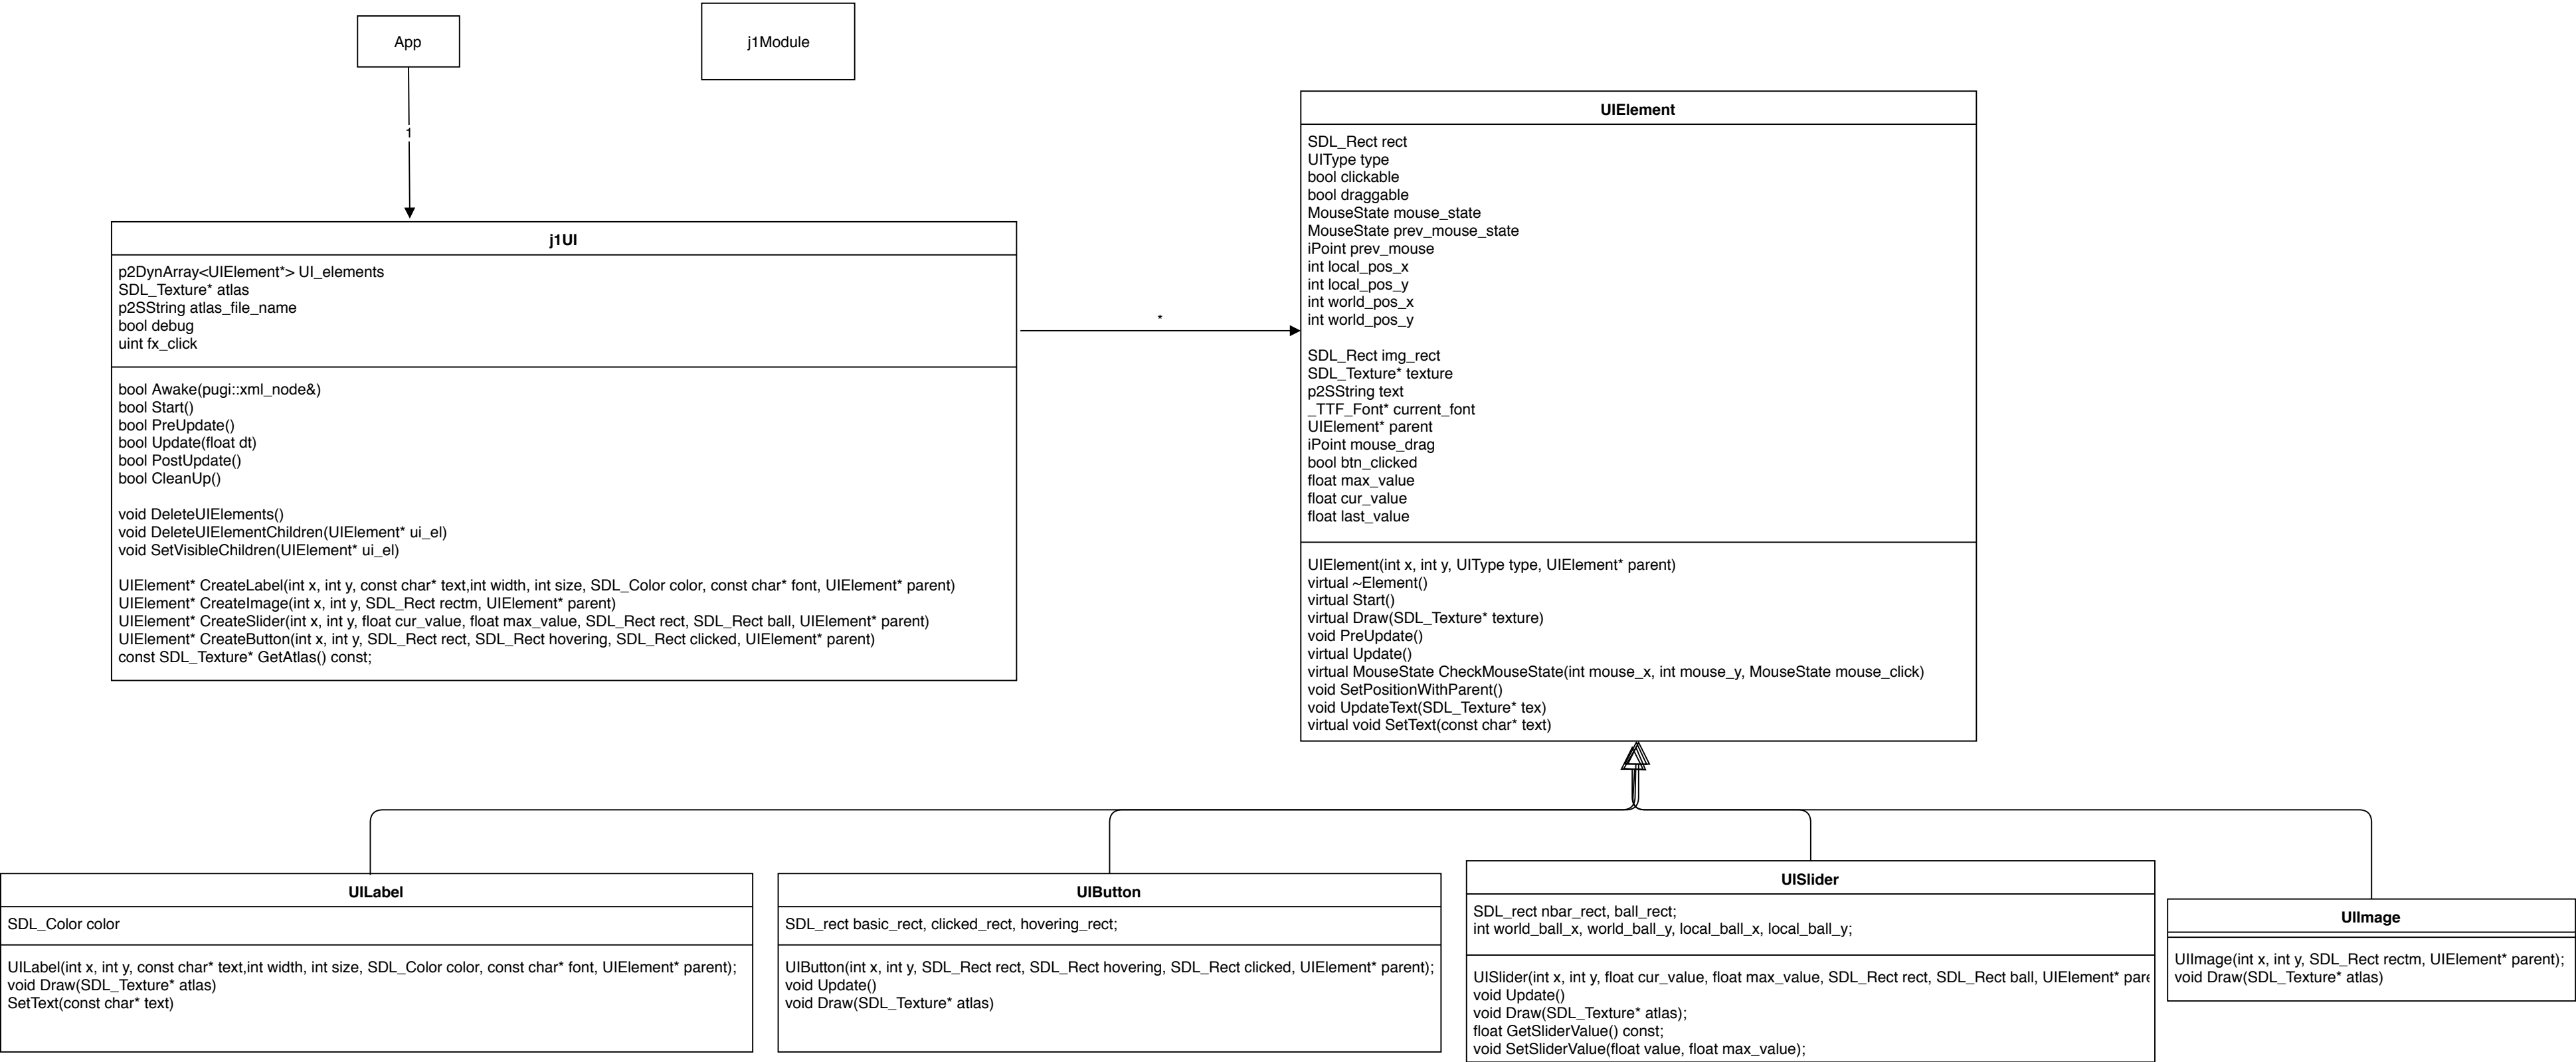 App
j1Module
1
j1UI
p2DynArray<UIElement*> UI_elements
SDL_Texture* atlas
p2SString atlas_file_name
bool debug
uint fx_click
bool Awake(pugi::xml_node&)
bool Start()
bool PreUpdate()
bool Update(float dt)
bool PostUpdate()
bool CleanUp()
void DeleteUIElements()
void DeleteUIElementChildren(UIElement* ui_el)
void SetVisibleChildren(UIElement* ui_el)
UIElement* CreateLabel(int x, int y, const char* text,int width, int size, SDL_Color color, const char* font, UIElement* parent)
UIElement* CreateImage(int x, int y, SDL_Rect rectm, UIElement* parent)
UIElement* CreateSlider(int x, int y, float cur_value, float max_value, SDL_Rect rect, SDL_Rect ball, UIElement* parent)
UIElement* CreateButton(int x, int y, SDL_Rect rect, SDL_Rect hovering, SDL_Rect clicked, UIElement* parent)
const SDL_Texture* GetAtlas() const;
*
UIElement
SDL_Rect rect
UIType type
bool clickable
bool draggable
MouseState mouse_state
MouseState prev_mouse_state
iPoint prev_mouse
int local_pos_x
int local_pos_y
int world_pos_x
int world_pos_y
SDL_Rect img_rect
SDL_Texture* texture
p2SString text
_TTF_Font* current_font
UIElement* parent
iPoint mouse_drag
bool btn_clicked
float max_value
float cur_value
float last_value
UIElement(int x, int y, UIType type, UIElement* parent)
virtual ~Element()
virtual Start()
virtual Draw(SDL_Texture* texture)
void PreUpdate()
virtual Update()
virtual MouseState CheckMouseState(int mouse_x, int mouse_y, MouseState mouse_click)
void SetPositionWithParent()
void UpdateText(SDL_Texture* tex)
virtual void SetText(const char* text)
UILabel
SDL_Color color
UILabel(int x, int y, const char* text,int width, int size, SDL_Color color, const char* font, UIElement* parent);
void Draw(SDL_Texture* atlas)
SetText(const char* text)
UIButton
SDL_rect basic_rect, clicked_rect, hovering_rect;
UIButton(int x, int y, SDL_Rect rect, SDL_Rect hovering, SDL_Rect clicked, UIElement* parent);
void Update()
void Draw(SDL_Texture* atlas)
UISlider
SDL_rect nbar_rect, ball_rect;
int world_ball_x, world_ball_y, local_ball_x, local_ball_y;
UISlider(int x, int y, float cur_value, float max_value, SDL_Rect rect, SDL_Rect ball, UIElement* pare
void Update()
void Draw(SDL_Texture* atlas);
float GetSliderValue() const;
void SetSliderValue(float value, float max_value);
UIImage
UIImage(int x, int y, SDL_Rect rectm, UIElement* parent);
void Draw(SDL_Texture* atlas)